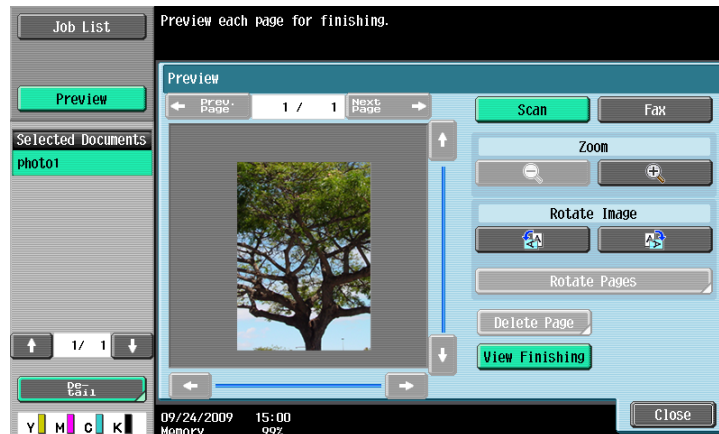 Job List
Preview each page for finishing.
Preview
Preview
Prev. Page
1 / 1
Next Page
Scan
Fax
Selected Documents
photo1
Zoom
Rotate Image
Rotate Pages
Delete Page
View Finishing
1/ 1
De-
tail
Close
Y M C K
09/24/2009 15:00
Memory 99%